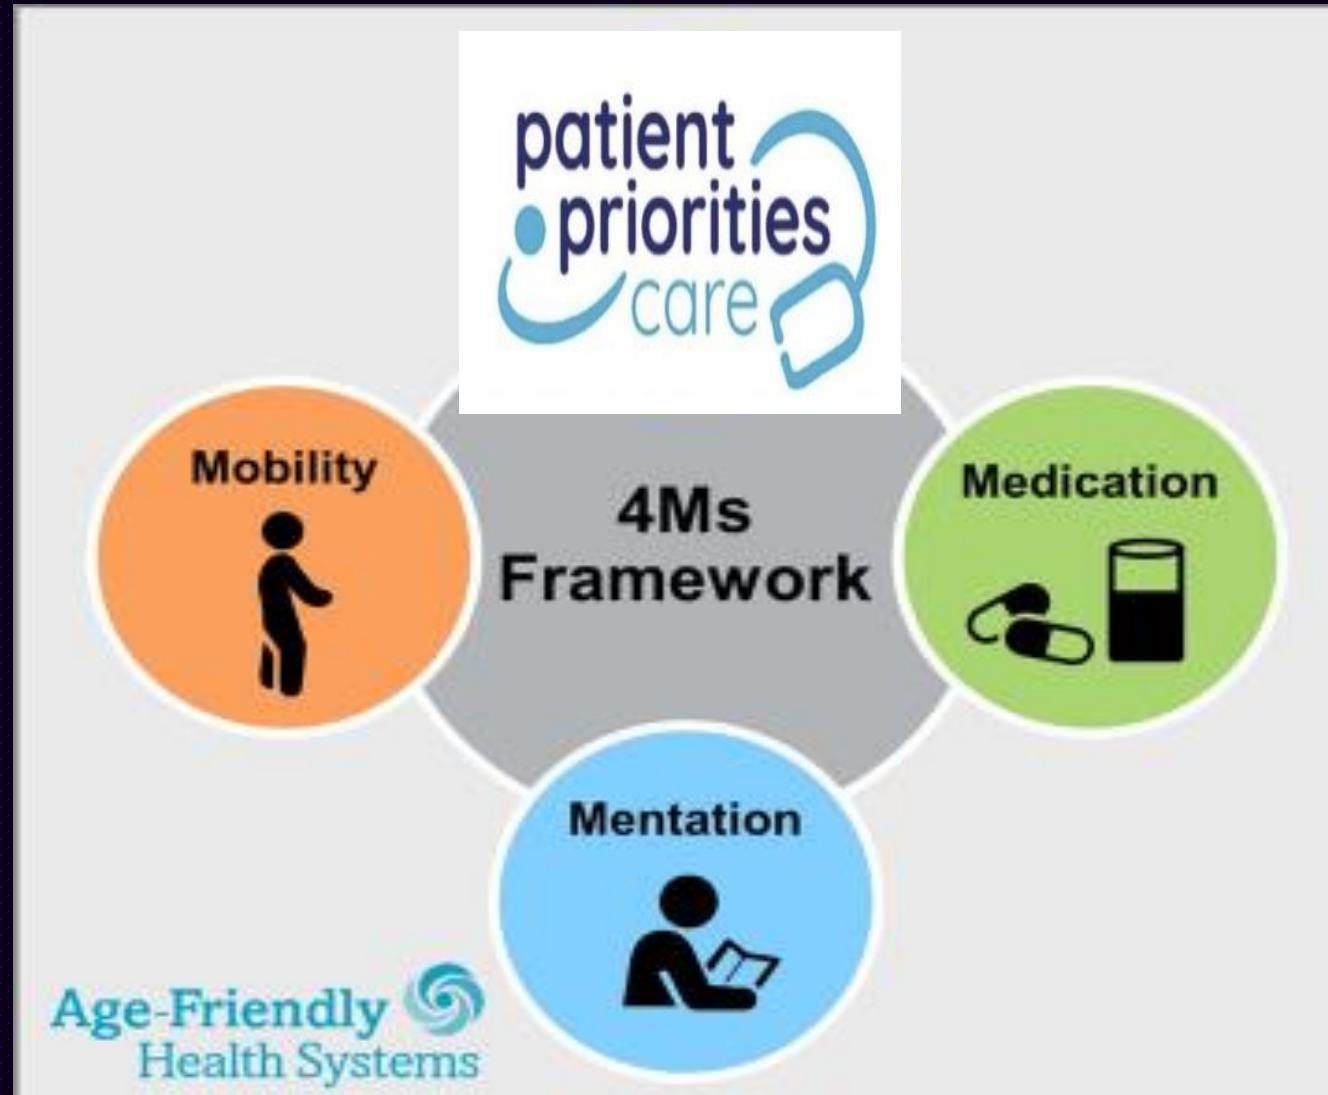 patient
priorities
care
Mobility
4Ms
Framework
Medication
Mentation
Age-Friendly
Health Systems